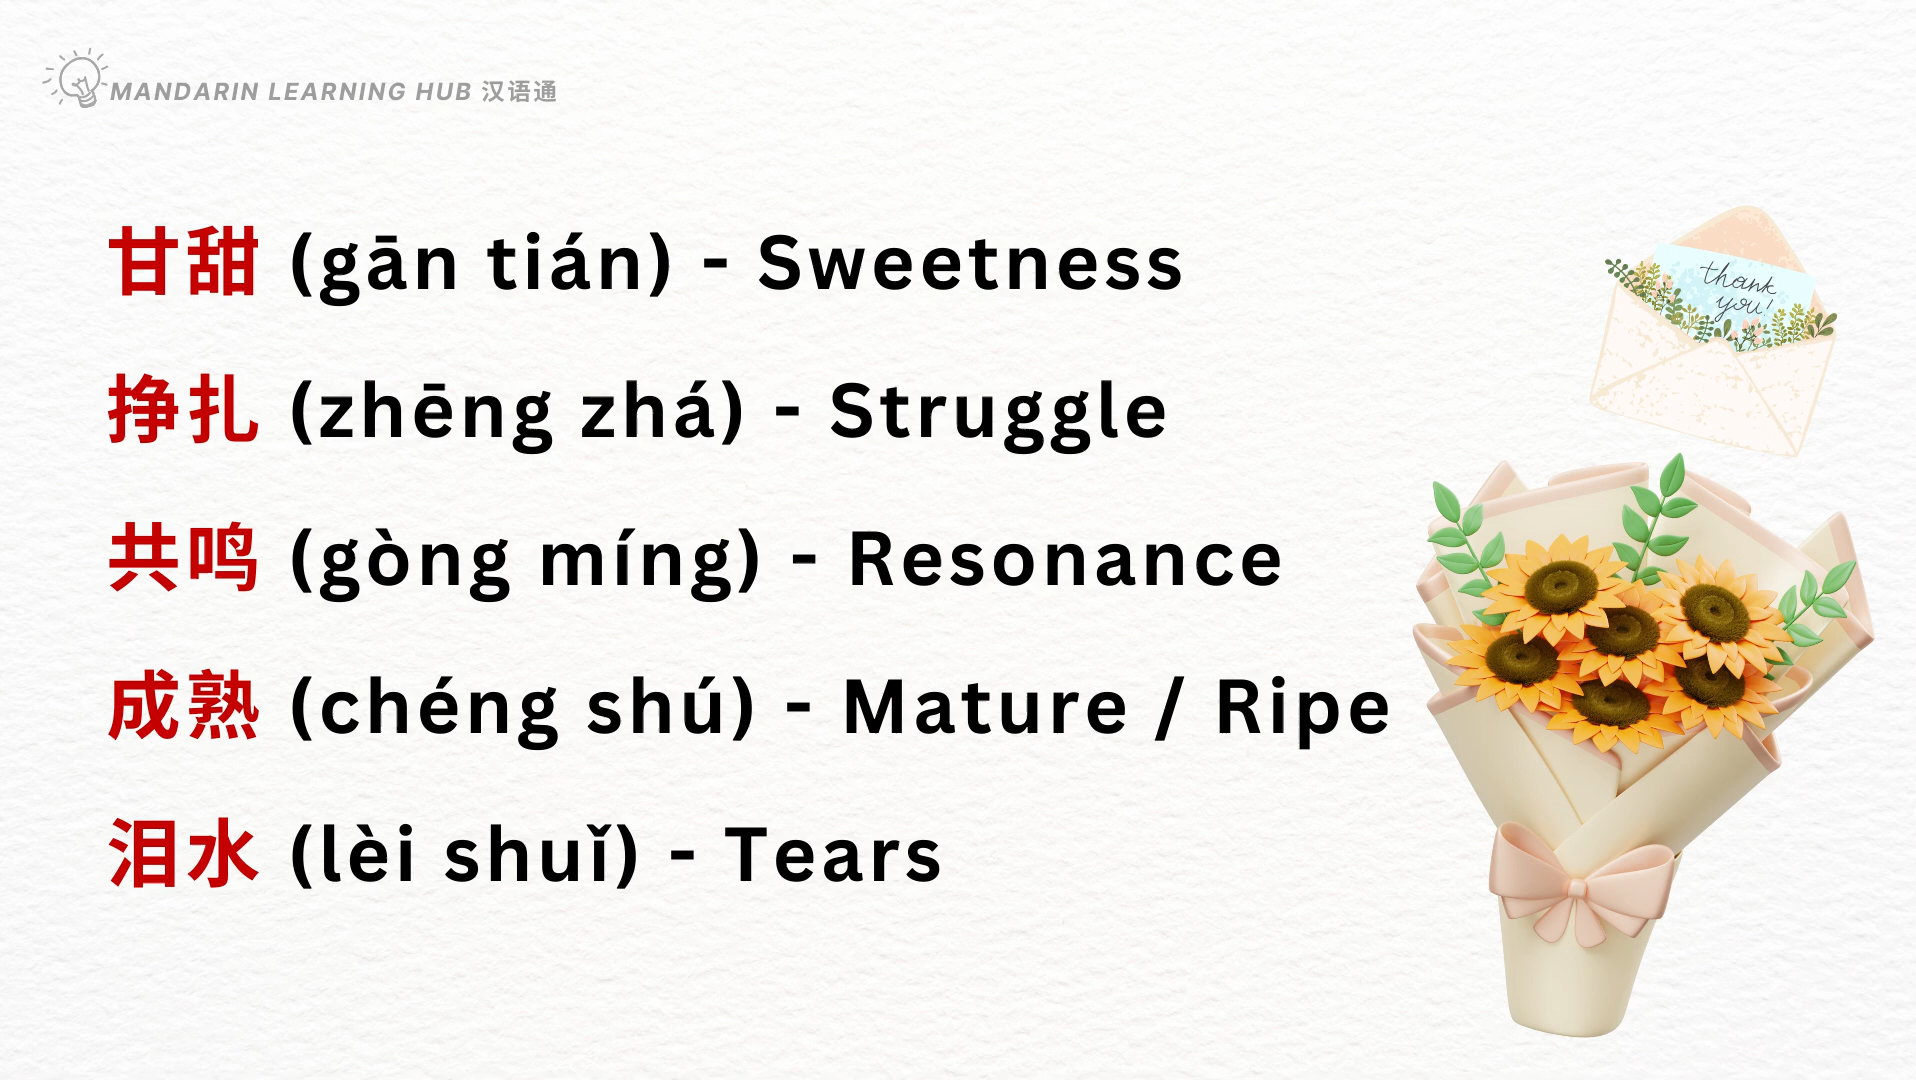 MANDARIN LEARNING HUB 汉语通
甘甜 (gān tián) - Sweetness
thank
you!
挣扎 (zhēng zhá) - Struggle
共鸣 (gòng míng) - Resonance
成熟 (chéng shú) - Mature / Ripe
泪水 (lèi shuǐ) - Tears